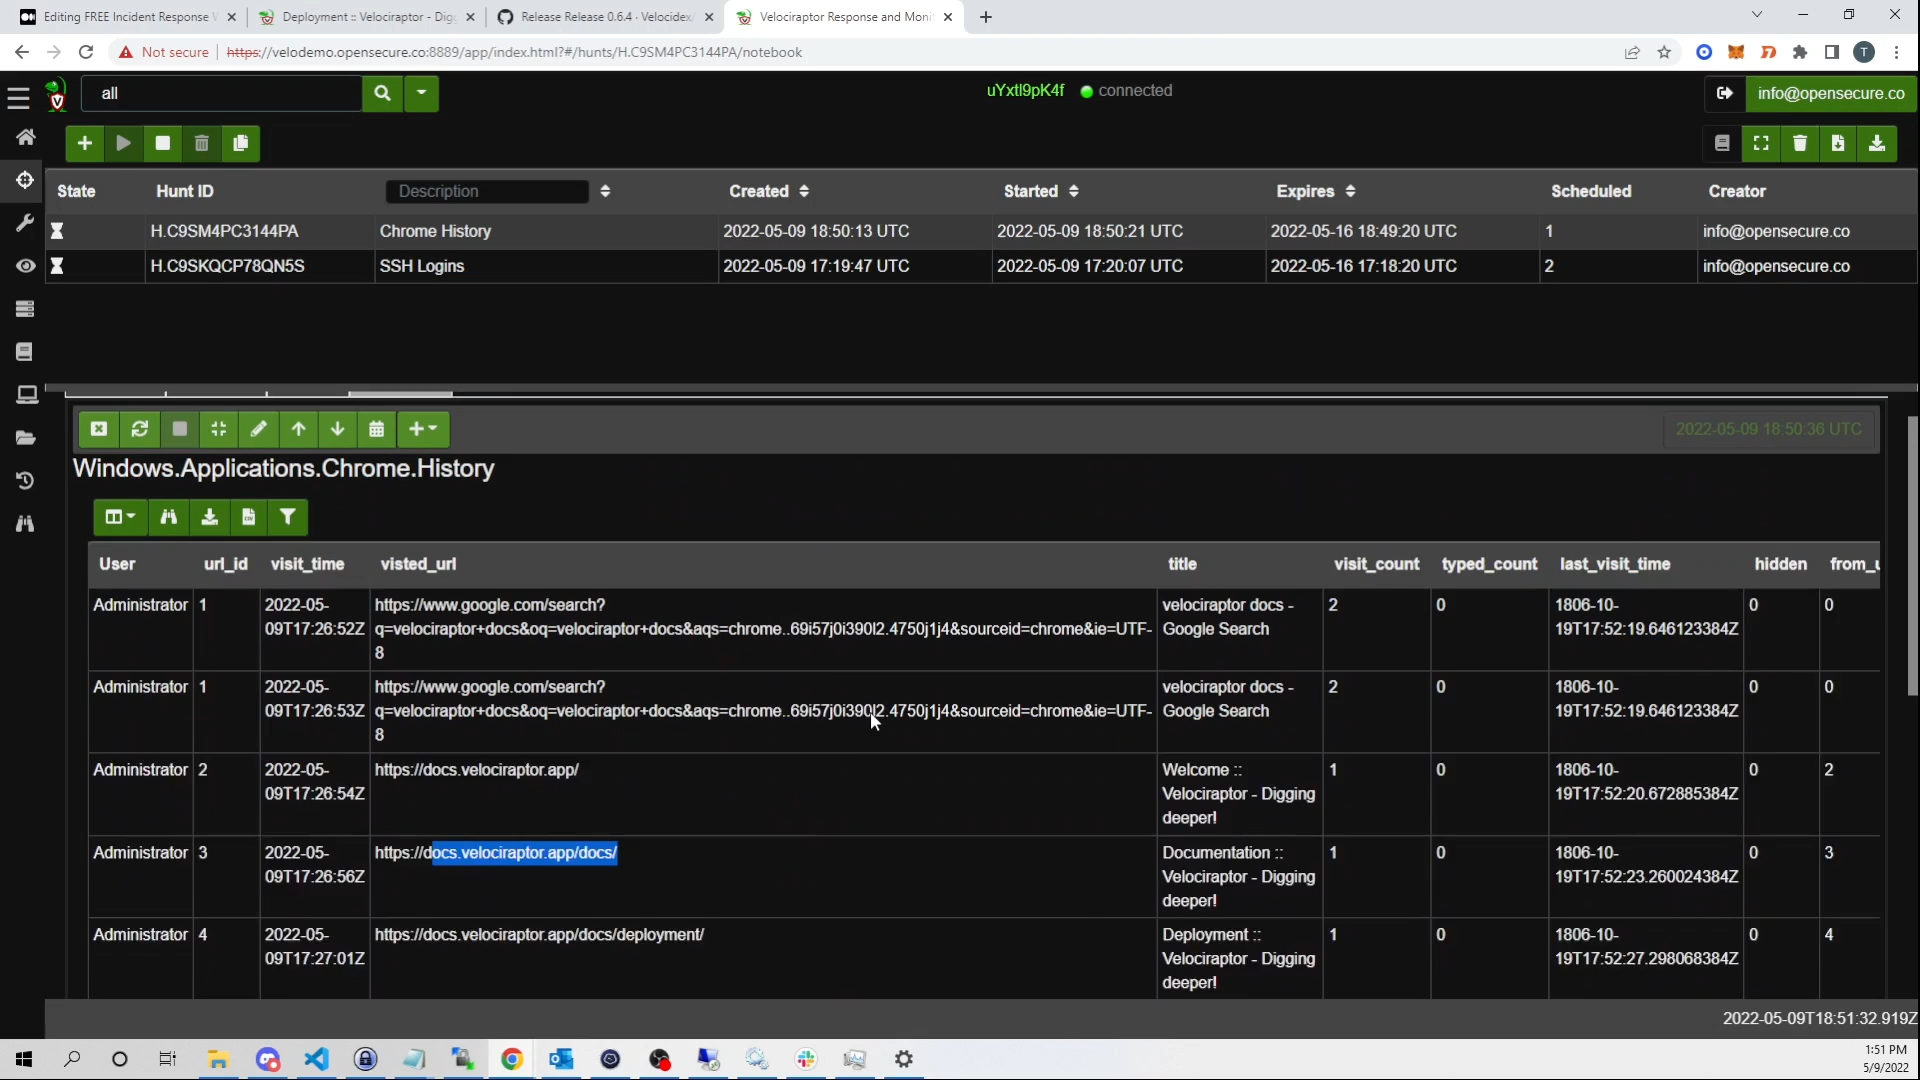 Editing FREE Incident Response V
Deployment :: Velociraptor - Digg
Release Release 0.6.4 · Velocidex/
Velociraptor Response and Monit
Not secure
https://velodemo.opensecure.co:8889/app/index.html?#/hunts/H.C9SM4PC3144PA/notebook
T
all
uYxtl9pK4f connected
info@opensecure.co
State Hunt ID Description Created Started Expires Scheduled Creator
H.C9SM4PC3144PA Chrome History 2022-05-09 18:50:13 UTC 2022-05-09 18:50:21 UTC 2022-05-16 18:49:20 UTC 1 info@opensecure.co
H.C9SKQCP78QN5S SSH Logins 2022-05-09 17:19:47 UTC 2022-05-09 17:20:07 UTC 2022-05-16 17:18:20 UTC 2 info@opensecure.co
2022-05-09 18:50:36 UTC
Windows.Applications.Chrome.History
User url_id visit_time visted_url title visit_count typed_count last_visit_time hidden from_u
Administrator 1 2022-05- https://www.google.com/search? velociraptor docs - 2 0 1806-10- 0 0
09T17:26:52Z q=velociraptor+docs&oq=velociraptor+docs&aqs=chrome..69i57j0i390l2.4750j1j4&sourceid=chrome&ie=UTF- Google Search 19T17:52:19.646123384Z
8
Administrator 1 2022-05- https://www.google.com/search? velociraptor docs - 2 0 1806-10- 0 0
09T17:26:53Z q=velociraptor+docs&oq=velociraptor+docs&aqs=chrome..69i57j0i390l2.4750j1j4&sourceid=chrome&ie=UTF- Google Search 19T17:52:19.646123384Z
8
Administrator 2 2022-05- https://docs.velociraptor.app/ Welcome :: 1 0 1806-10- 0 2
09T17:26:54Z Velociraptor - Digging 19T17:52:20.672885384Z
deeper!
Administrator 3 2022-05- https://docs.velociraptor.app/docs/ Documentation :: 1 0 1806-10- 0 3
09T17:26:56Z Velociraptor - Digging 19T17:52:23.260024384Z
deeper!
Administrator 4 2022-05- https://docs.velociraptor.app/docs/deployment/ Deployment :: 1 0 1806-10- 0 4
09T17:27:01Z Velociraptor - Digging 19T17:52:27.298068384Z
deeper!
2022-05-09T18:51:32.919Z
1:51 PM
5/9/2022